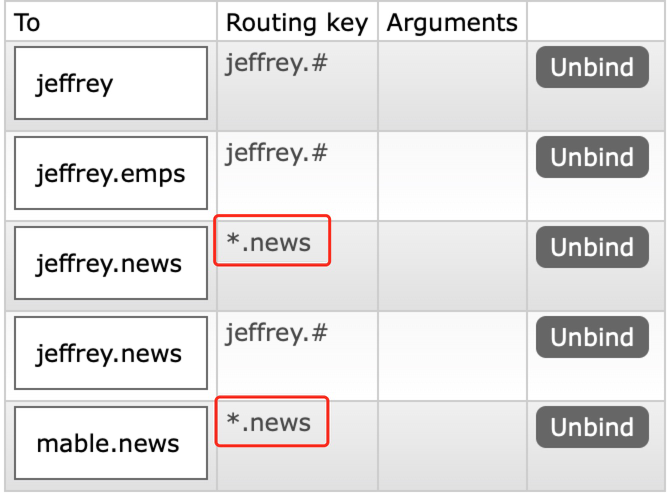 To Routing key Arguments
jeffrey jeffrey.# Unbind
jeffrey.emps jeffrey.# Unbind
jeffrey.news *.news Unbind
jeffrey.news jeffrey.# Unbind
mable.news *.news Unbind